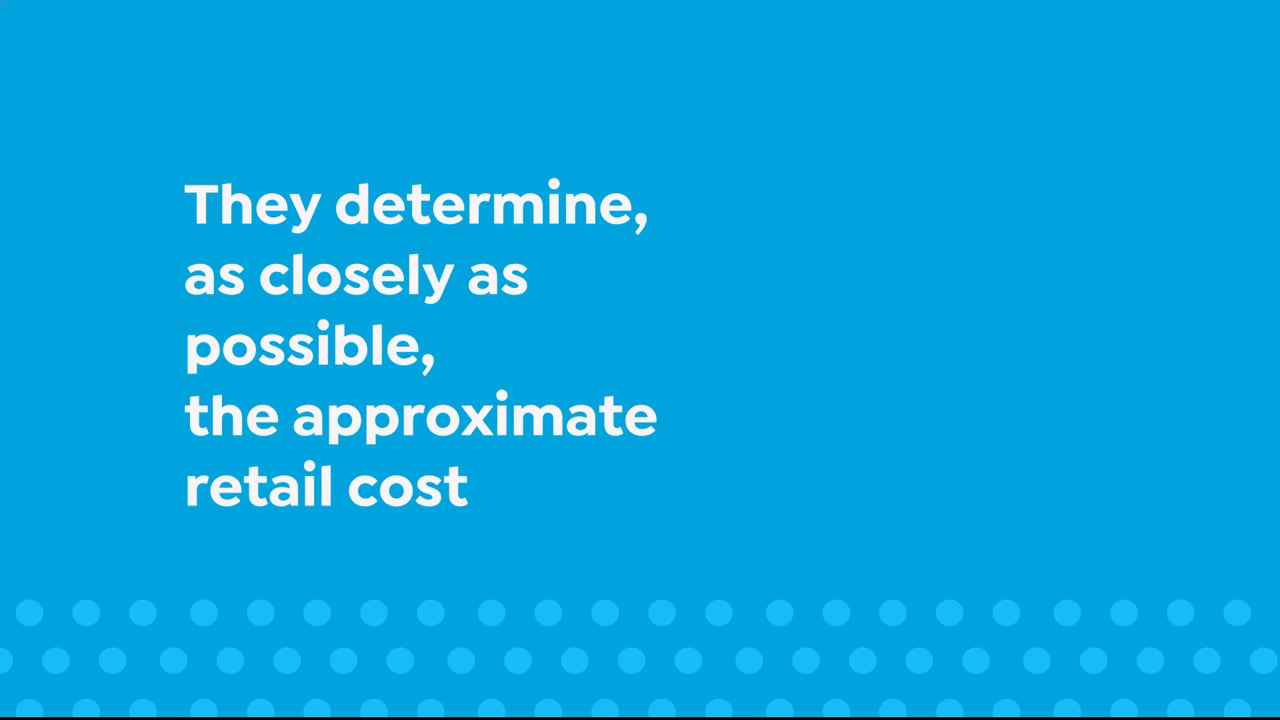 They determine,
as closely as
possible,
the approximate
retail cost